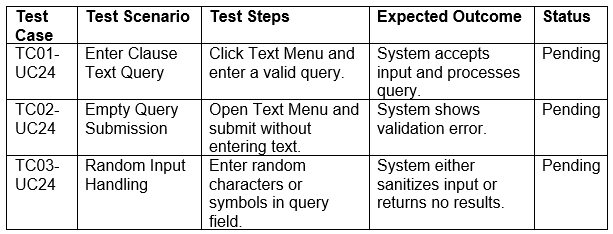 Test Case Test Scenario Test Steps Expected Outcome Status
TC01-UC24 Enter Clause Text Query Click Text Menu and enter a valid query. System accepts input and processes query. Pending
TC02-UC24 Empty Query Submission Open Text Menu and submit without entering text. System shows validation error. Pending
TC03-UC24 Random Input Handling Enter random characters or symbols in query field. System either sanitizes input or returns no results. Pending